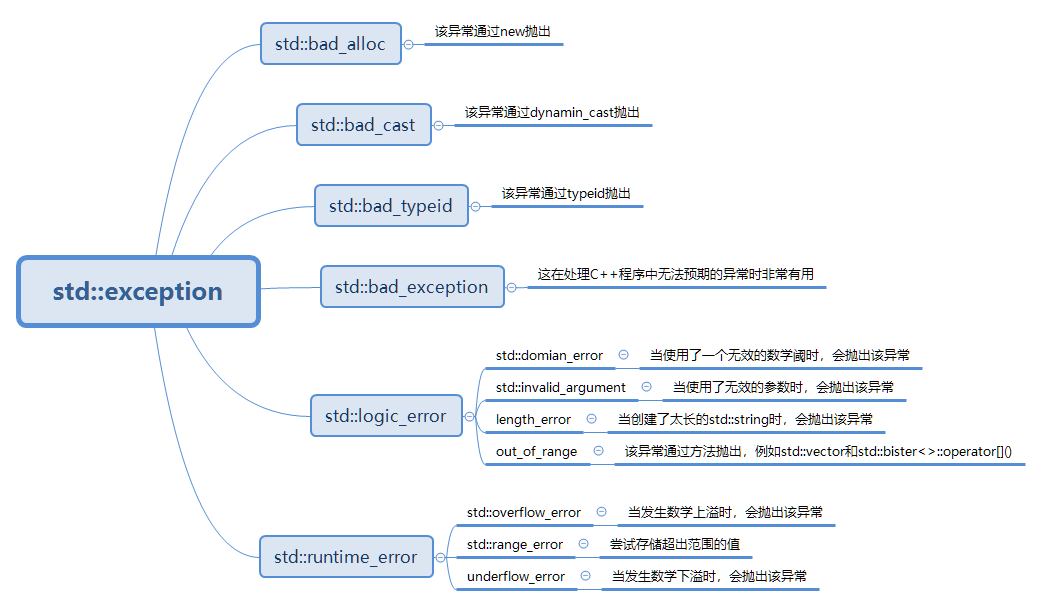 std::exception
std::bad_alloc
该异常通过new抛出
std::bad_cast
该异常通过dynamin_cast抛出
std::bad_typeid
该异常通过typeid抛出
std::bad_exception
这在处理C++程序中无法预期的异常时非常有用
std::logic_error
std::domian_error
当使用了一个无效的数学阈时，会抛出该异常
std::invalid_argument
当使用了无效的参数时，会抛出该异常
length_error
当创建了太长的std::string时，会抛出该异常
out_of_range
该异常通过方法抛出，例如std::vector和std::bister<>::operator[]()
std::runtime_error
std::overflow_error
当发生数学上溢时，会抛出该异常
std::range_error
尝试存储超出范围的值
underflow_error
当发生数学下溢时，会抛出该异常